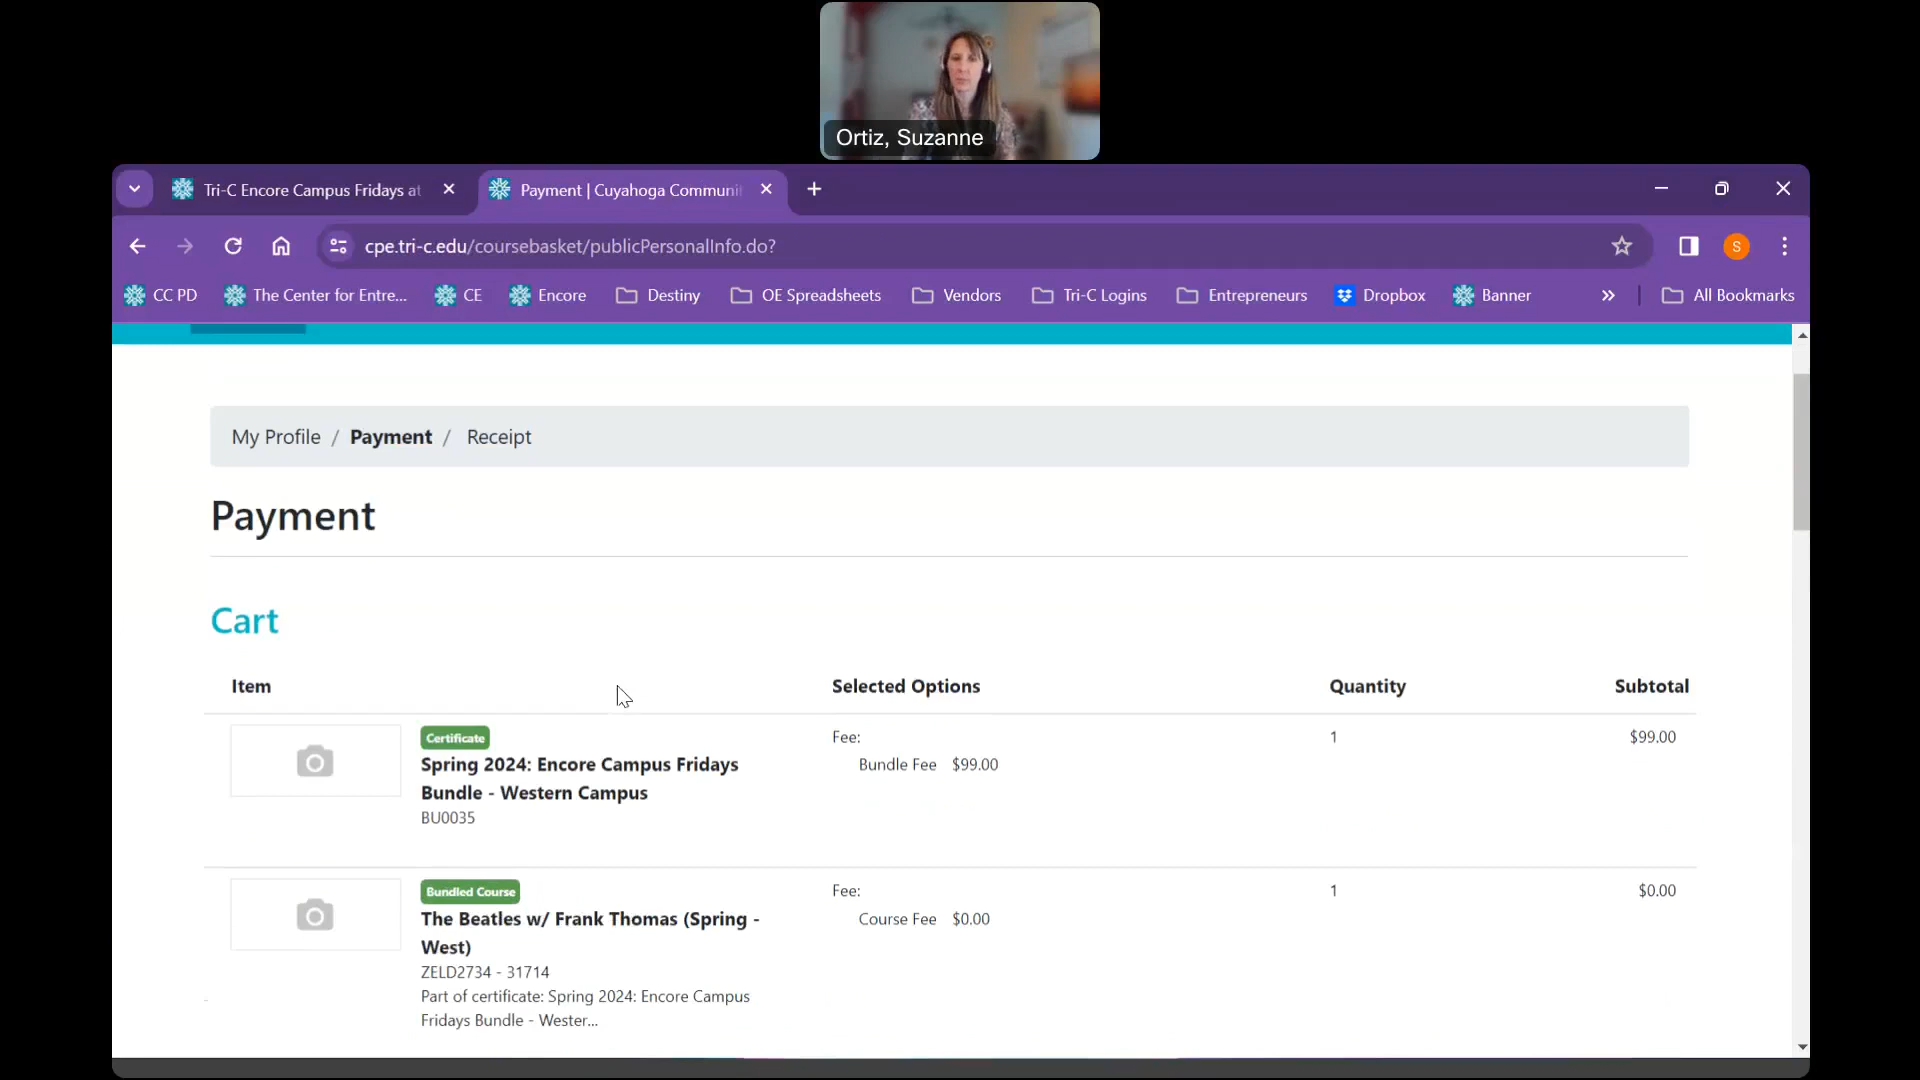 Ortiz, Suzanne
Tri-C Encore Campus Fridays at
Payment | Cuyahoga Communi
cpe.tri-c.edu/coursebasket/publicPersonalInfo.do?
S
CC PD
The Center for Entre...
CE
Encore
Destiny
OE Spreadsheets
Vendors
Tri-C Logins
Entrepreneurs
Dropbox
Banner
All Bookmarks
My Profile / Payment / Receipt
Payment
Cart
Item Selected Options Quantity Subtotal
Certificate Fee: 1 $99.00
Spring 2024: Encore Campus Fridays Bundle Fee $99.00
Bundle - Western Campus
BU0035
Bundled Course Fee: 1 $0.00
The Beatles w/ Frank Thomas (Spring - Course Fee $0.00
West)
ZELD2734 - 31714
Part of certificate: Spring 2024: Encore Campus
Fridays Bundle - Wester...